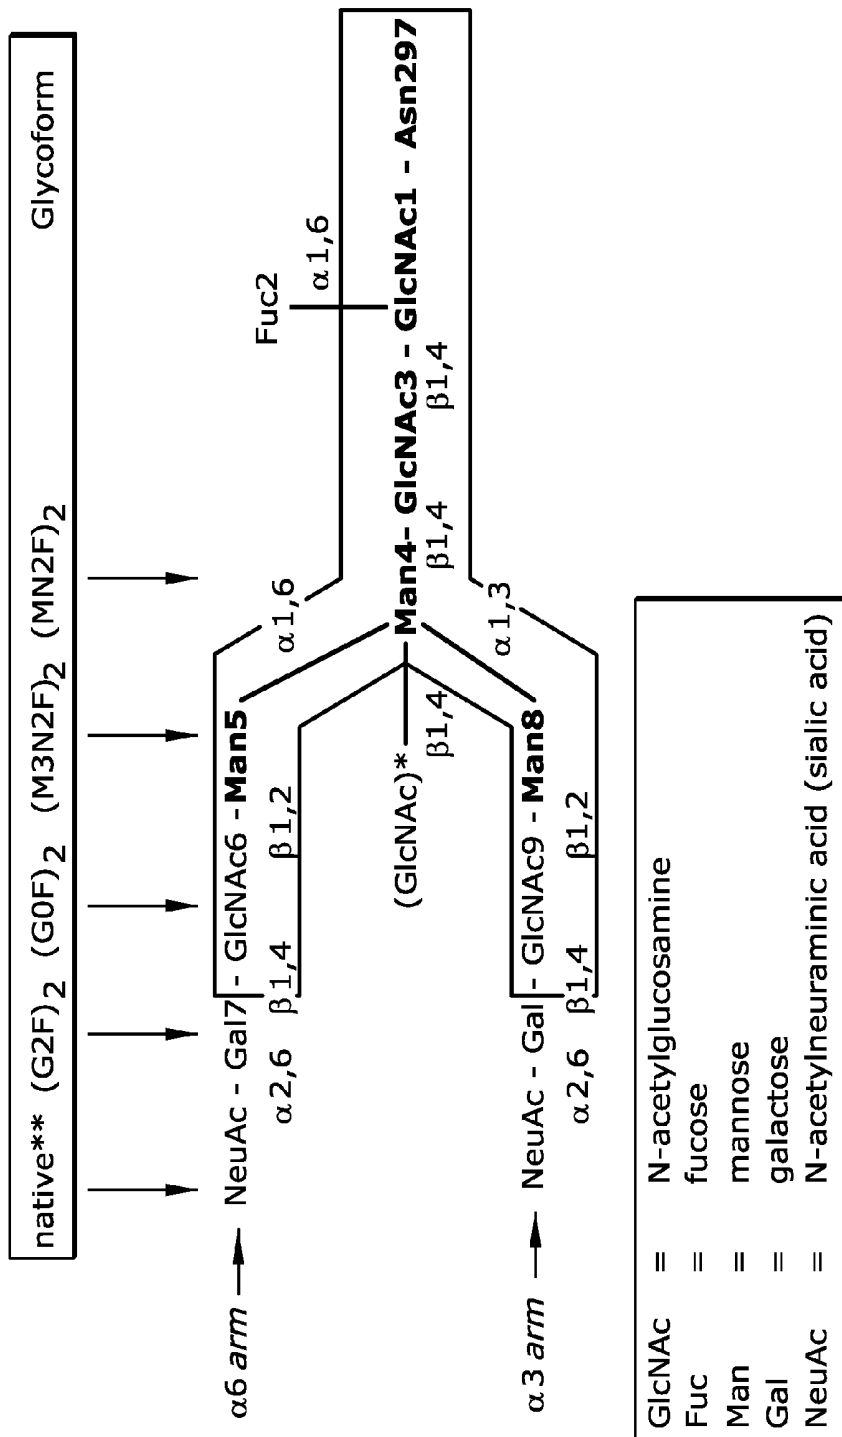 native** (G2F)2 (G0F)2 (M3N2F)2 (MN2F)2 Glycoform
Fuc2
α1,6
α1,6
α6 arm NeuAc - Gal7 - GlcNAc6 - Man5
α2,6 β1,4 β1,2
Man4- GlcNAc3 - GlcNAc1 - Asn297
(GlcNAc)*
β1,4 β1,4 β1,4
α1,3
α3 arm NeuAc - Gal - GlcNAc9 - Man8
α2,6 β1,4 β1,2
GlcNAc = N-acetylglucosamine
Fuc = fucose
Man = mannose
Gal = galactose
NeuAc = N-acetylneuraminic acid (sialic acid)